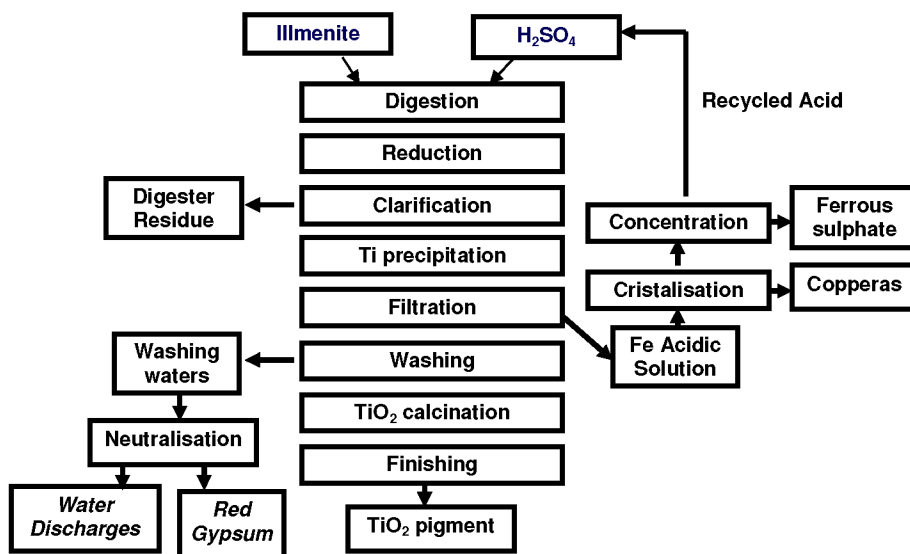 Illmenite
H₂SO₄
Digestion
Recycled Acid
Reduction
Digester
Residue
Clarification
Concentration
Ferrous
sulphate
Ti precipitation
Cristalisation
Copperas
Filtration
Fe Acidic
Solution
Washing
waters
Washing
TiO₂ calcination
Neutralisation
Finishing
Water
Discharges
Red
Gypsum
TiO₂ pigment